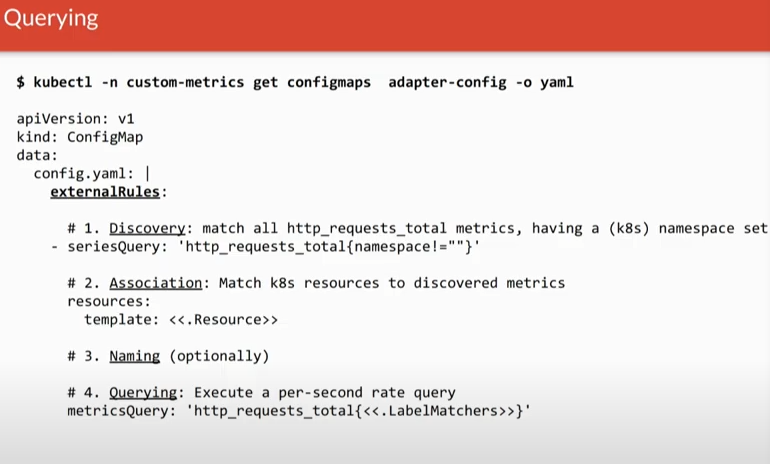 Querying
$ kubectl -n custom-metrics get configmaps  adapter-config -o yaml
apiVersion: v1
kind: ConfigMap
data:
  config.yaml: |
    externalRules:
      # 1. Discovery: match all http_requests_total metrics, having a (k8s) namespace set
    - seriesQuery: 'http_requests_total{namespace!=""}'
      # 2. Association: Match k8s resources to discovered metrics
      resources:
        template: <<.Resource>>
      # 3. Naming (optionally)
      # 4. Querying: Execute a per-second rate query
      metricsQuery: 'http_requests_total{<<.LabelMatchers>>}'